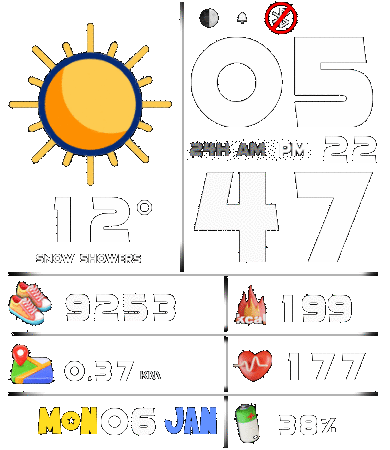 05
24H AM PM 22
47
12°
SNOW SHOWERS
9253
KCAL 199
0.37 KM
177
MON 06 JAN
38%